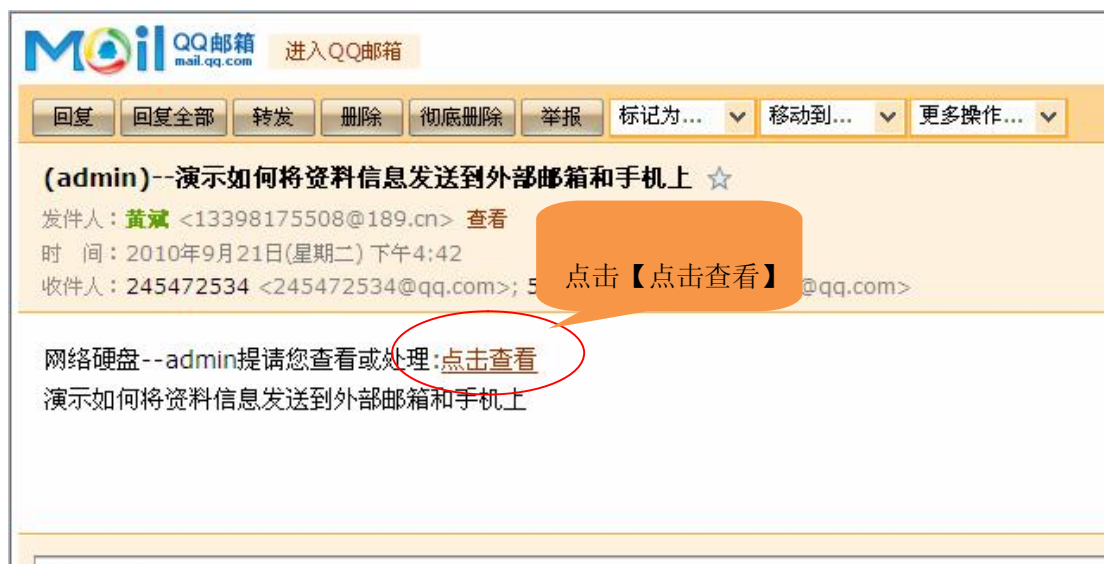 MOil QQ邮箱 mail.qq.com 进入QQ邮箱
回复 回复全部 转发 删除 彻底删除 举报 标记为... 移动到... 更多操作...
(admin)--演示如何将资料信息发送到外部邮箱和手机上 ☆
发件人：黄斌 <13398175508@189.cn> 查看
时 间：2010年9月21日(星期二) 下午4:42
收件人：245472534 <245472534@qq.com>; 5 @qq.com>
点击【点击查看】
网络硬盘--admin提请您查看或处理:点击查看
演示如何将资料信息发送到外部邮箱和手机上